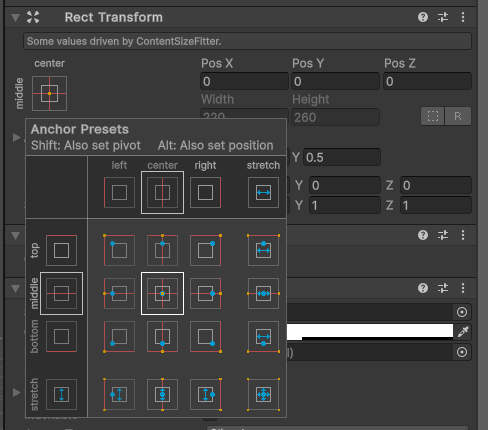 Rect Transform
Some values driven by ContentSizeFitter.
center
Pos X Pos Y Pos Z
middle
0 0 0
Width Height
220 260
R
Anchor Presets
Shift: Also set pivot Alt: Also set position
Y 0.5
left center right stretch
Y 0 Z 0
Y 1 Z 1
top
middle
bottom
stretch